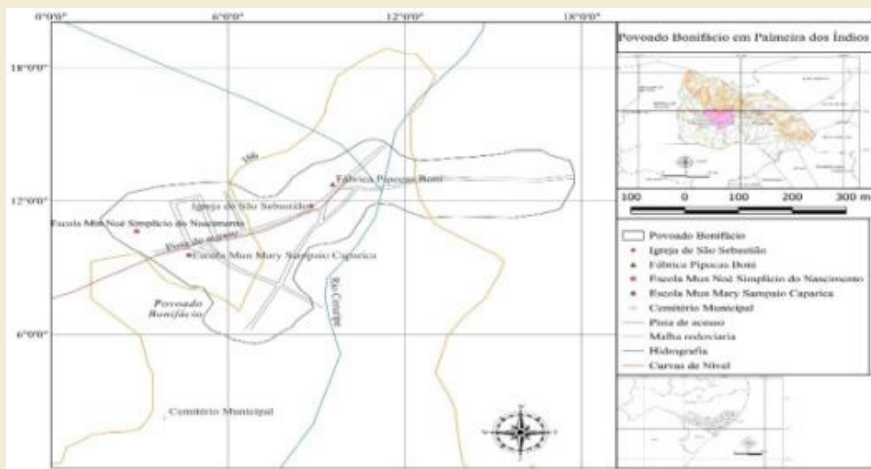 0°0'0"
6°0'0"
12°0'0"
18°0'0"
18°0'0"
12°0'0"
6°0'0"
Fábrica Pipocas Boni
Igreja de São Sebastião
Escola Mun Noé Simplício do Nascimento
Pista de acesso
Escola Mun Mary Sampaio Caparica
Povoado
Bonifácio
Cemitério Municipal
Povoado Bonifácio em Palmeira dos Índios
100 0 100 200 300 m
Povoado Bonifácio
Igreja de São Sebastião
Fábrica Pipocas Boni
Escola Mun Noé Simplício do Nascimento
Escola Mun Mary Sampaio Caparica
Cemitério Municipal
Pista de acesso
Malha rodoviaria
Hidrografia
Curvas de Nível